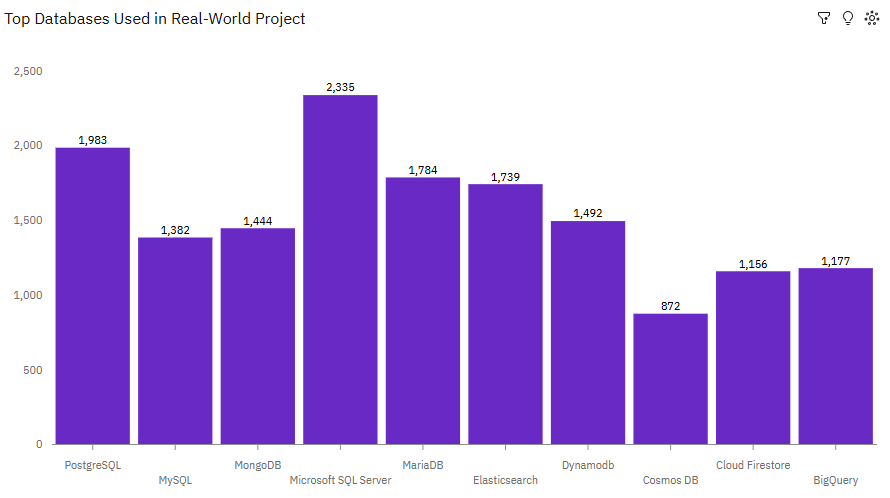 Top Databases Used in Real-World Project
2,500
2,000
1,500
1,000
500
0
1,983
1,382
1,444
2,335
1,784
1,739
1,492
872
1,156
1,177
PostgreSQL
MySQL
MongoDB
Microsoft SQL Server
MariaDB
Elasticsearch
Dynamodb
Cosmos DB
Cloud Firestore
BigQuery